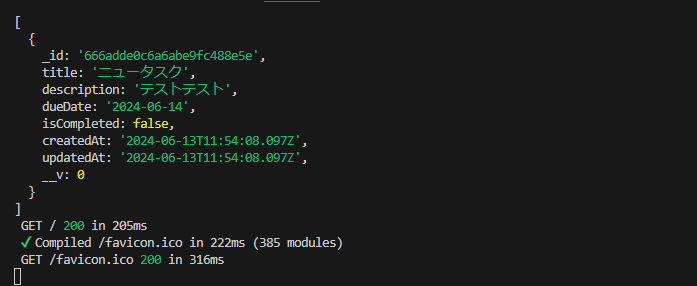 [
  {
    _id: '666adde0c6a6abe9fc488e5e',
    title: 'ニュータスク',
    description: 'テストテスト',
    dueDate: '2024-06-14',
    isCompleted: false,
    createdAt: '2024-06-13T11:54:08.097Z',
    updatedAt: '2024-06-13T11:54:08.097Z',
    __v: 0
  }
]
 GET / 200 in 205ms
 ✓ Compiled /favicon.ico in 222ms (385 modules)
 GET /favicon.ico 200 in 316ms